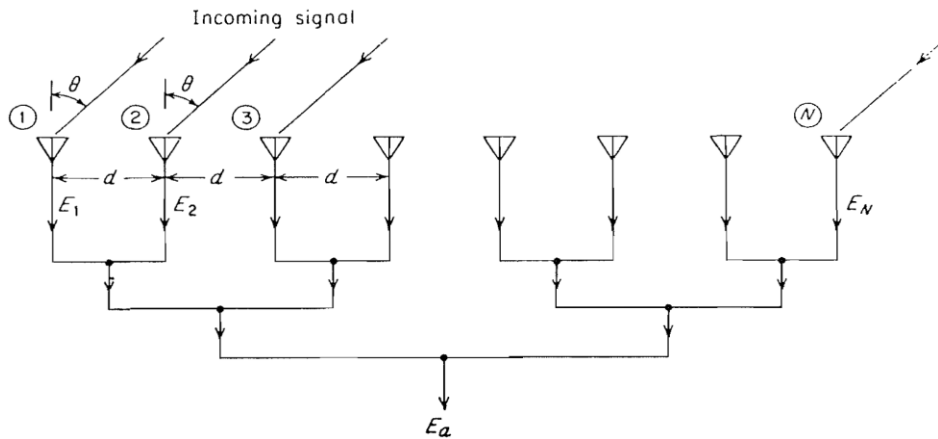 Incoming signal
θ θ
1 2 3 N
d d d
E1 E2 EN
Ea